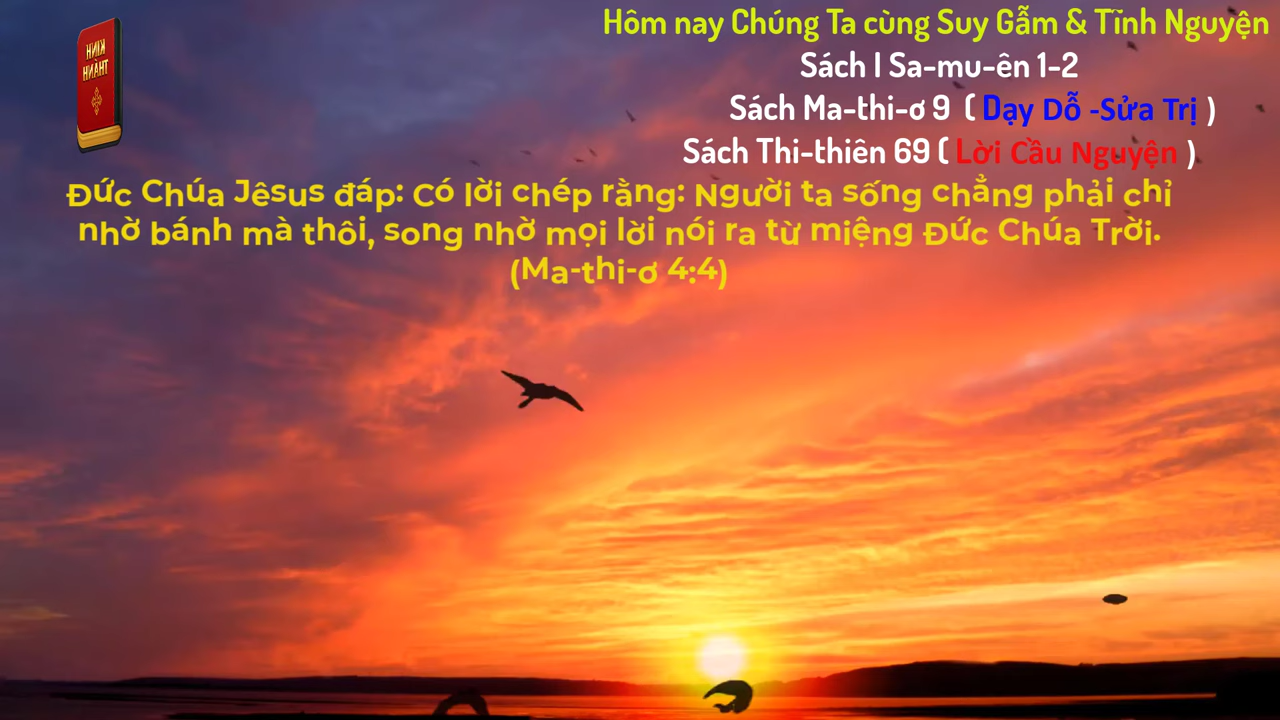 Hôm nay Chúng Ta cùng Suy Gẫm & Tĩnh Nguyện
Sách I Sa-mu-ên 1-2
Sách Ma-thi-ơ 9 ( Dạy Dỗ -Sửa Trị )
Sách Thi-thiên 69 ( Lời Cầu Nguyện )
KINH
THÁNH
Đức Chúa Jêsus đáp: Có lời chép rằng: Người ta sống chẳng phải chỉ
nhờ bánh mà thôi, song nhờ mọi lời nói ra từ miệng Đức Chúa Trời.
(Ma-thi-ơ 4:4)